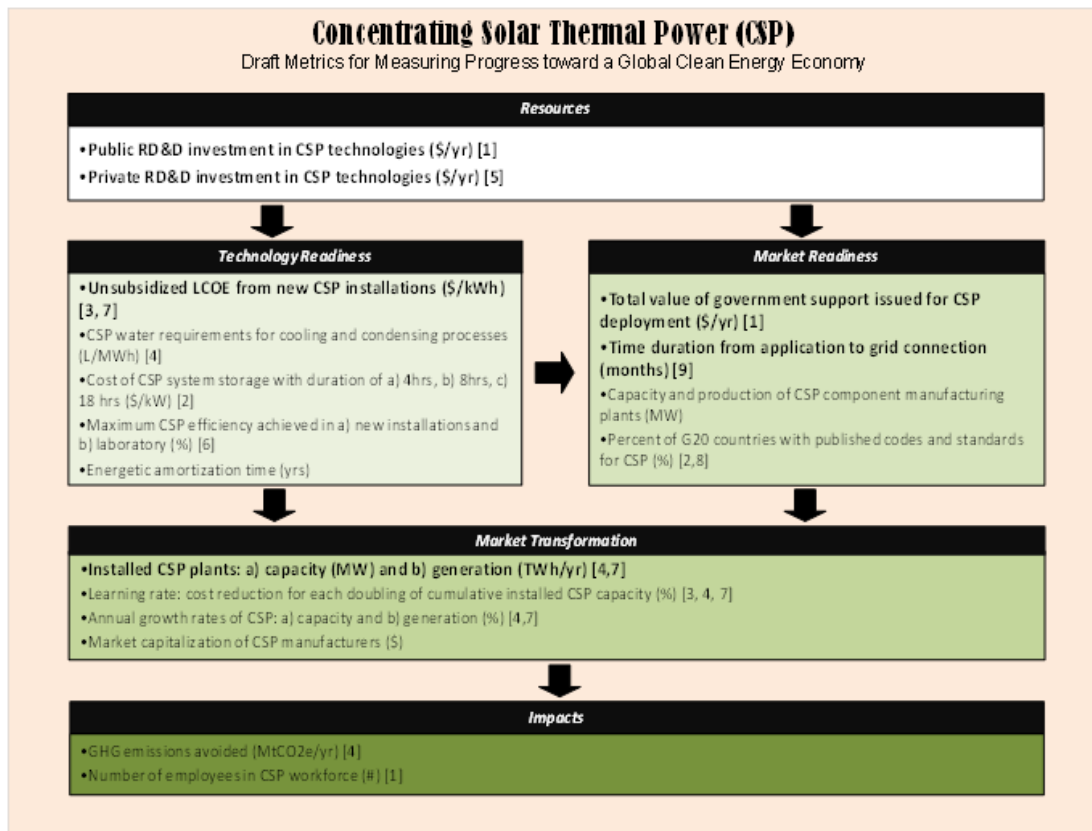 Concentrating Solar Thermal Power (CSP)
Draft Metrics for Measuring Progress toward a Global Clean Energy Economy
Resources
•Public RD&D investment in CSP technologies ($/yr) [1]
•Private RD&D investment in CSP technologies ($/yr) [5]
Technology Readiness
•Unsubsidized LCOE from new CSP installations ($/kWh)
[3, 7]
•CSP water requirements for cooling and condensing processes
(L/MWh) [4]
•Cost of CSP system storage with duration of a) 4hrs, b) 8hrs, c)
18 hrs ($/kW) [2]
•Maximum CSP efficiency achieved in a) new installations and
b) laboratory (%) [6]
•Energetic amortization time (yrs)
Market Readiness
•Total value of government support issued for CSP
deployment ($/yr) [1]
•Time duration from application to grid connection
(months) [9]
•Capacity and production of CSP component manufacturing
plants (MW)
•Percent of G20 countries with published codes and standards
for CSP (%) [2,8]
Market Transformation
•Installed CSP plants: a) capacity (MW) and b) generation (TWh/yr) [4,7]
•Learning rate: cost reduction for each doubling of cumulative installed CSP capacity (%) [3, 4, 7]
•Annual growth rates of CSP: a) capacity and b) generation (%) [4,7]
•Market capitalization of CSP manufacturers ($)
Impacts
•GHG emissions avoided (MtCO2e/yr) [4]
•Number of employees in CSP workforce (#) [1]